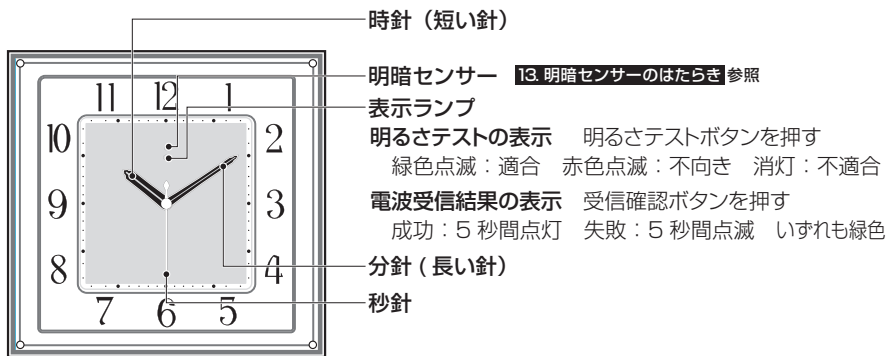 時針（短い針）
明暗センサー 13. 明暗センサーのはたらき 参照
表示ランプ
明るさテストの表示 明るさテストボタンを押す
緑色点滅：適合 赤色点滅：不向き 消灯：不適合
電波受信結果の表示 受信確認ボタンを押す
成功：5 秒間点灯 失敗：5 秒間点滅 いずれも緑色
分針 ( 長い針）
秒針
11 12 1
10 2
9 3
8 4
7 6 5